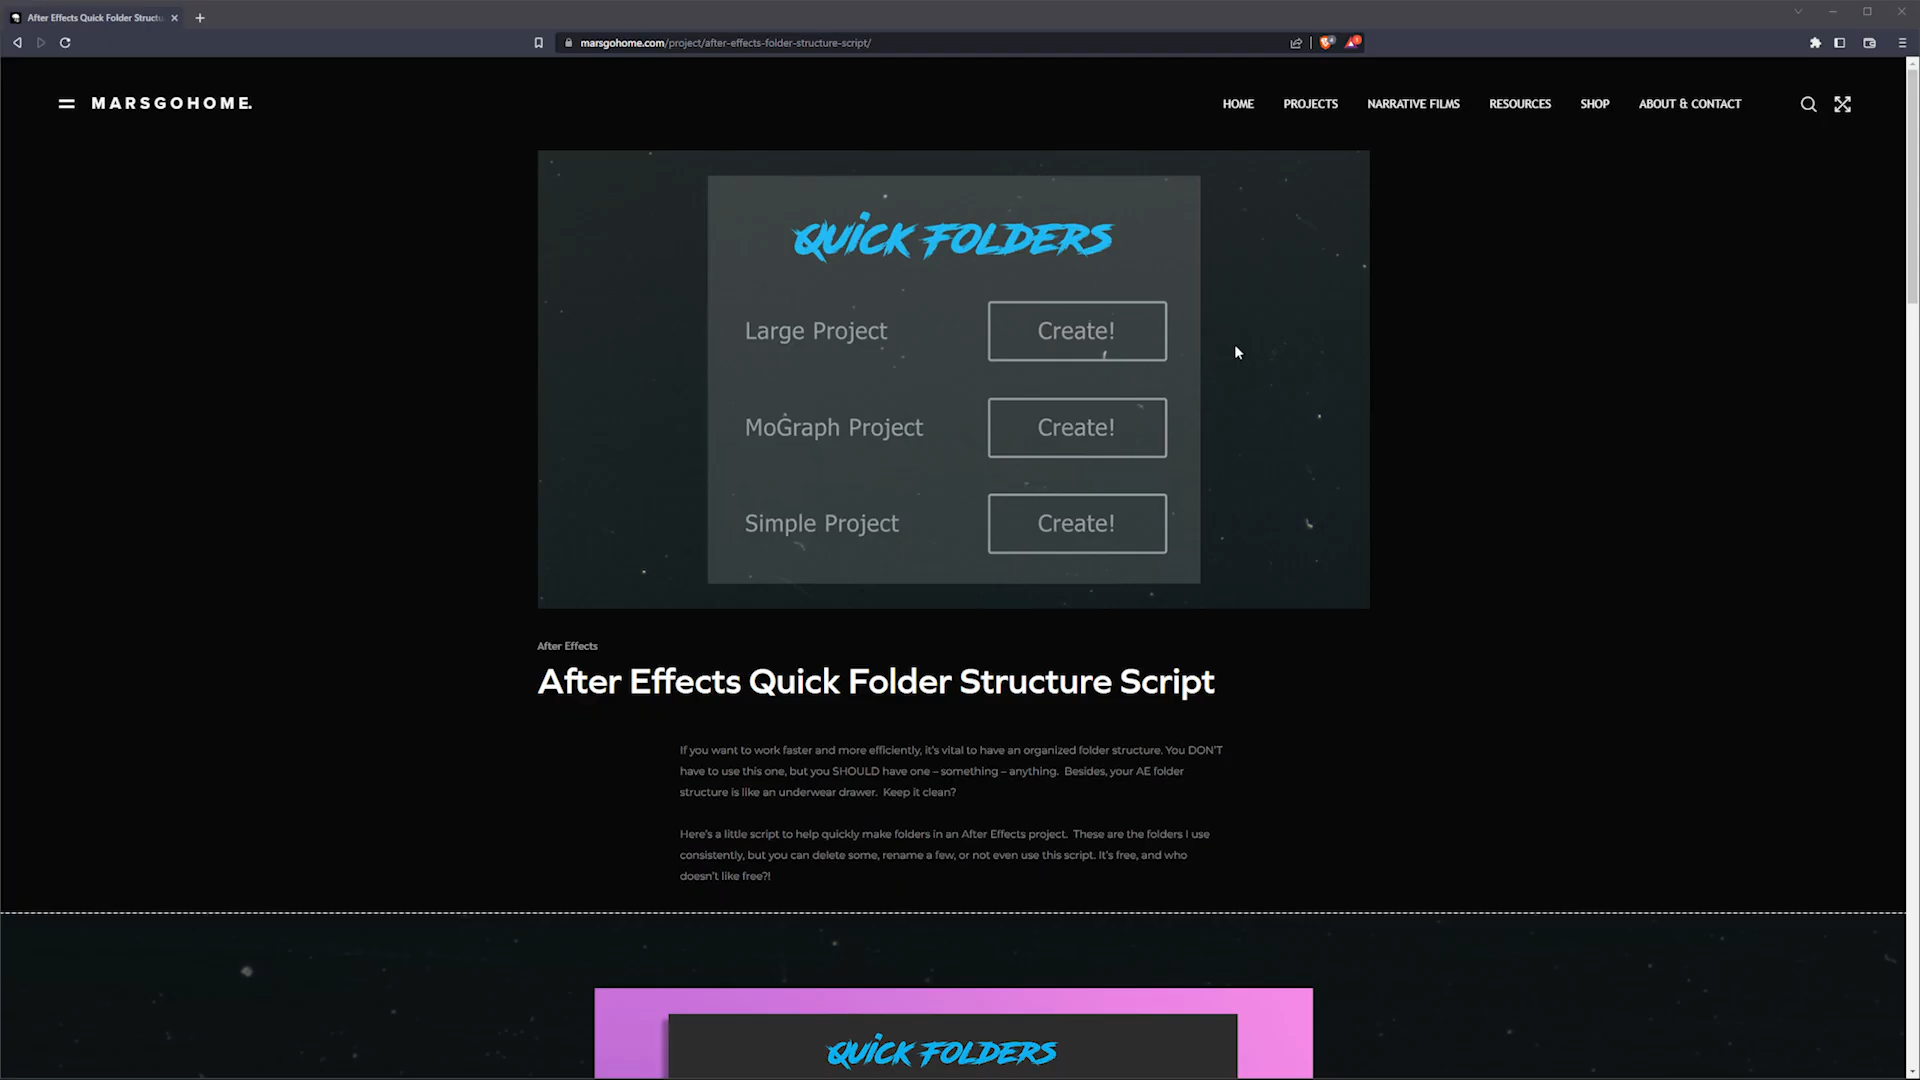 After Effects Quick Folder Structu
marsgohome.com/project/after-effects-folder-structure-script/
MARSGOHOME.
HOME PROJECTS NARRATIVE FILMS RESOURCES SHOP ABOUT & CONTACT
QUICK FOLDERS
Large Project Create!
MoGraph Project Create!
Simple Project Create!
After Effects
After Effects Quick Folder Structure Script
If you want to work faster and more efficiently, it's vital to have an organized folder structure. You DON'T
have to use this one, but you SHOULD have one – something – anything. Besides, your AE folder
structure is like an underwear drawer. Keep it clean?
Here's a little script to help quickly make folders in an After Effects project. These are the folders I use
consistently, but you can delete some, rename a few, or not even use this script. It's free, and who
doesn't like free?!
QUICK FOLDERS